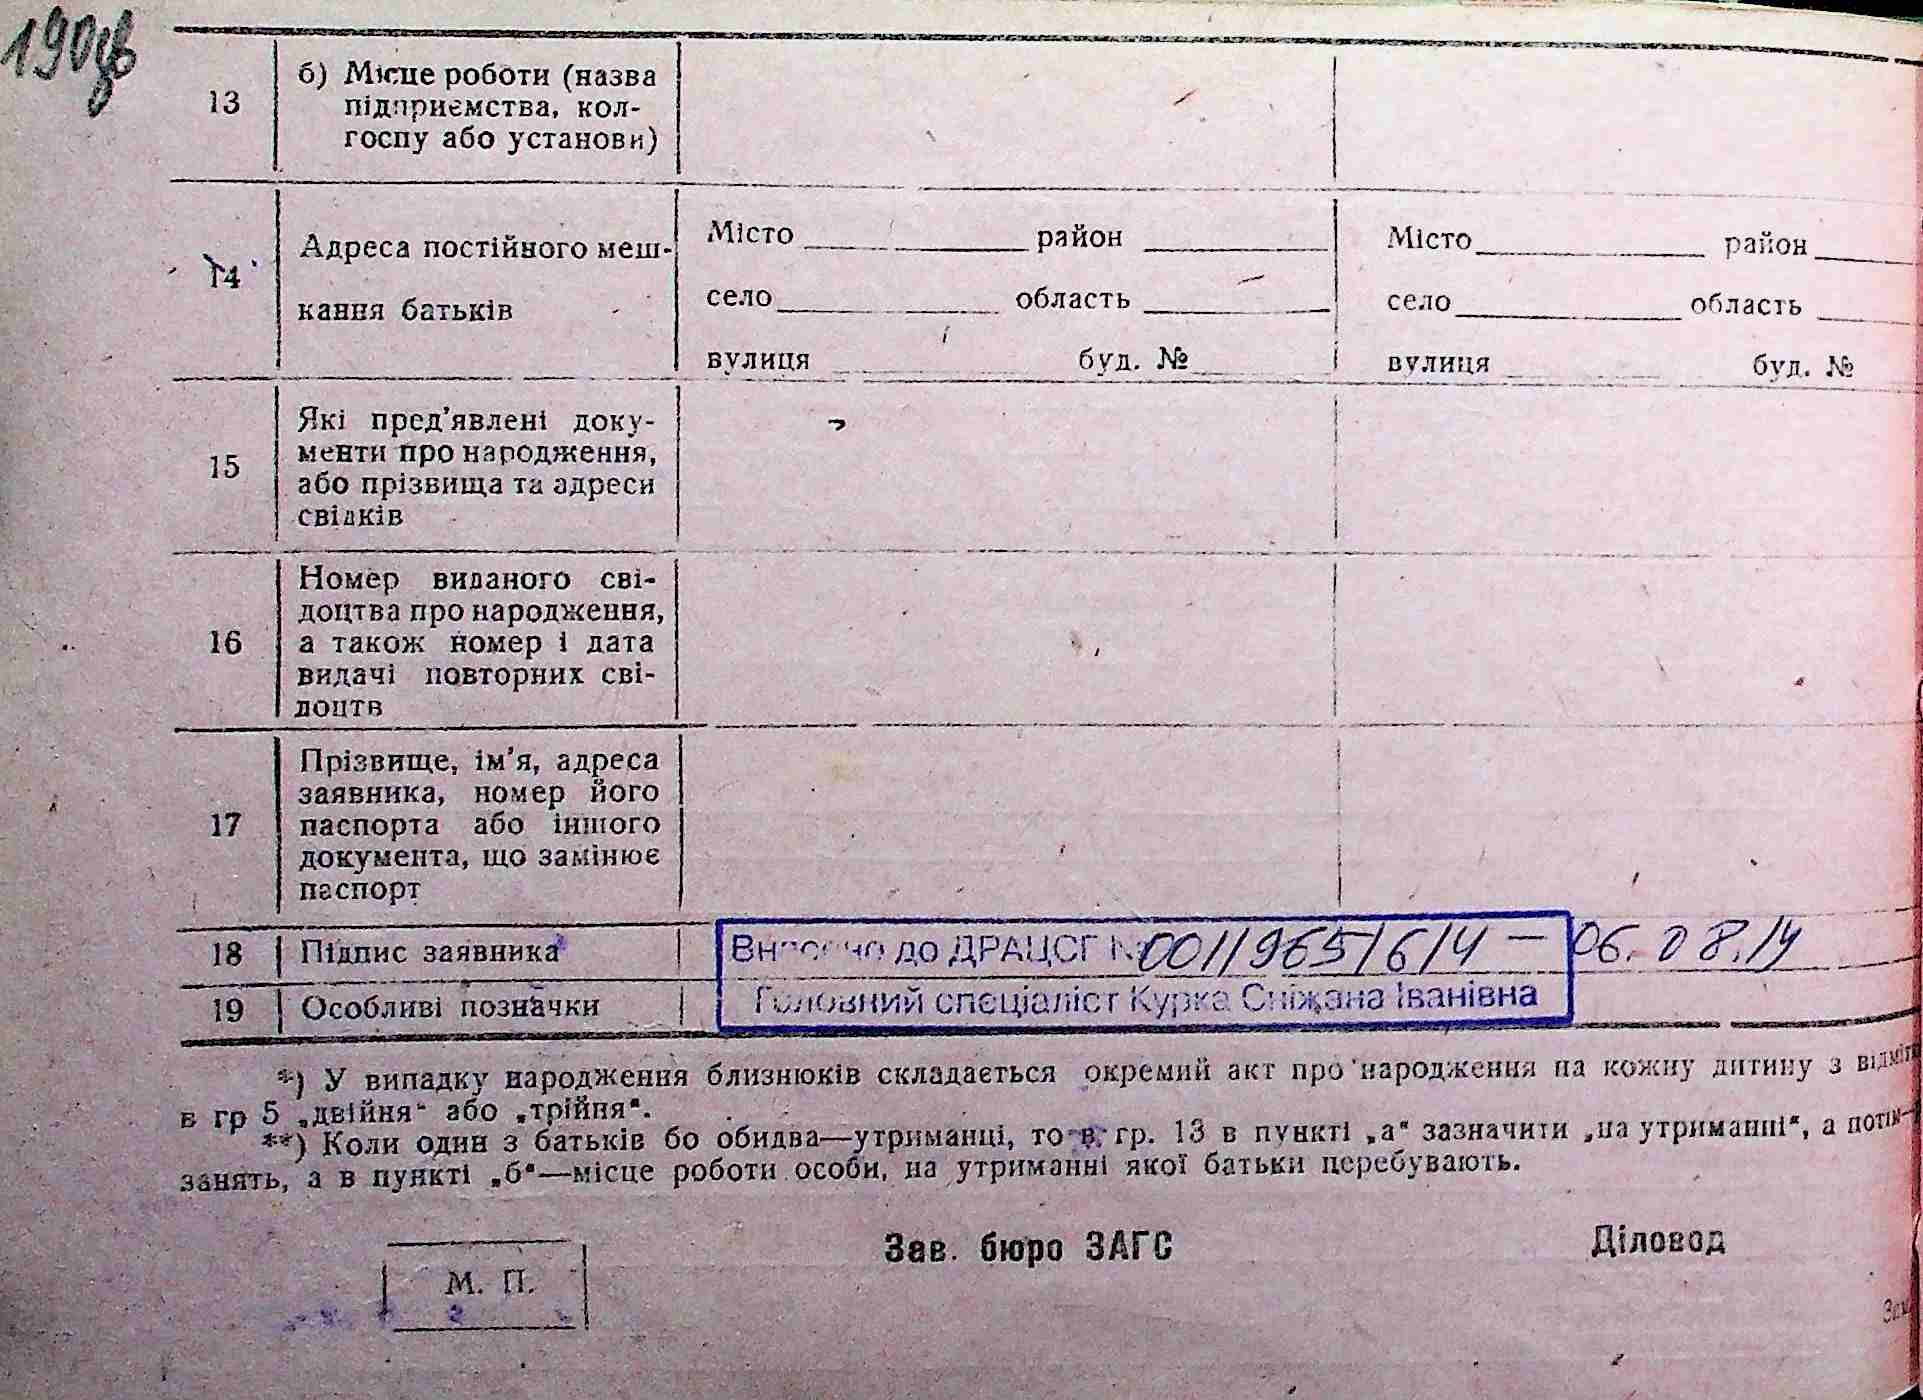 190зв
13
б) Місце роботи (назва
підприємства, кол-
госпу або установи)
14
Адреса постійного меш-
кання батьків
Місто район
село область
вулиця буд. №
Місто район
село область
вулиця буд. №
15
Які пред'явлені доку-
менти про народження,
або прізвища та адреси
свідків
16
Номер виданого сві-
доцтва про народження,
а також номер і дата
видачі повторних сві-
доцтв
17
Прізвище, ім'я, адреса
заявника, номер його
паспорта або іншого
документа, що замінює
паспорт
18 Підпис заявника
Внесено до ДРАЦСГ № 00119651614 — 06.08.14
19 Особливі позначки
Головний спеціаліст Курка Сніжана Іванівна
*) У випадку народження близнюків складається окремий акт про народження на кожну дитину з
в гр 5 „двійня“ або „трійня“.
**) Коли один з батьків бо обидва—утриманці, то в гр. 13 в пункті „а“ зазначити „на утриманні“, а потім—
занять, а в пункті „б“—місце роботи особи, на утриманні якої батьки перебувають.
Зав. бюро ЗАГС
Діловод
М. П.